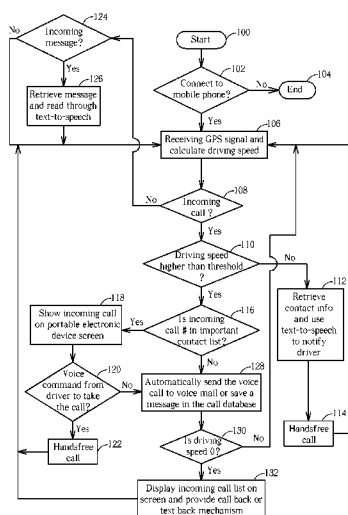 124
Incoming
message?
No
Yes
126
Retrieve message
and read through
text-to-speech
100
Start
102
Connect to
mobile phone?
No
104
End
Yes
106
Receiving GPS signal and
calculate driving speed
108
Incoming
call ?
No
Yes
110
Driving speed
higher than threshold
?
No
Yes
112
Retrieve
contact info
and use
text-to-speech
to notify
driver
114
Handsfree
call
116
Is incoming
call # in important
contact list?
Yes
No
118
Show incoming call
on portable electronic
device screen
120
Voice
command from
driver to take
the call?
No
Yes
122
Handsfree
call
128
Automatically send the voice
call to voice mail or save a
message in the call database
130
Is driving
speed 0?
No
Yes
132
Display incoming call list on
screen and provide call back or
text back mechanism